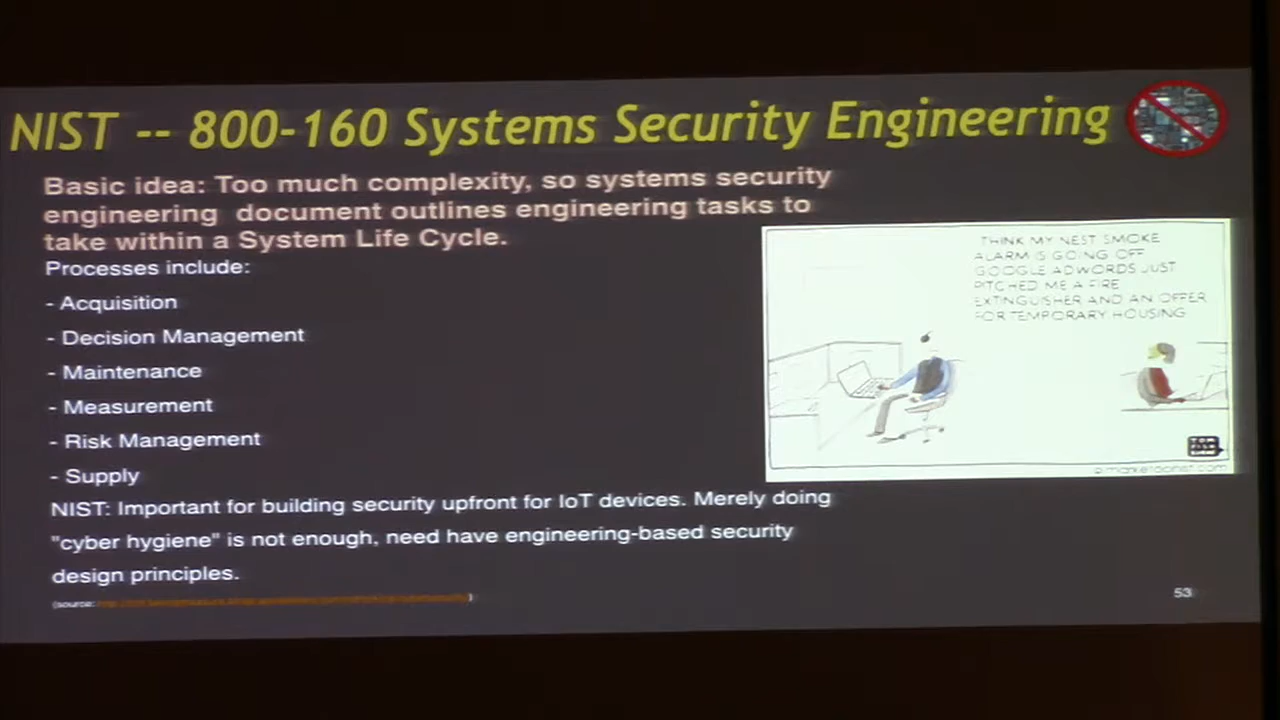 NIST -- 800-160 Systems Security Engineering
Basic idea: Too much complexity, so systems security
engineering document outlines engineering tasks to
take within a System Life Cycle.
Processes include:
- Acquisition
- Decision Management
- Maintenance
- Measurement
- Risk Management
- Supply
NIST: Important for building security upfront for IoT devices. Merely doing
"cyber hygiene" is not enough, need have engineering-based security
design principles.
(source:
THINK MY NEST SMOKE
ALARM IS GOING OFF
GOOGLE ADWORDS JUST
PITCHED ME A FIRE
EXTINGUISHER AND AN OFFER
FOR TEMPORARY HOUSING
TOM
53